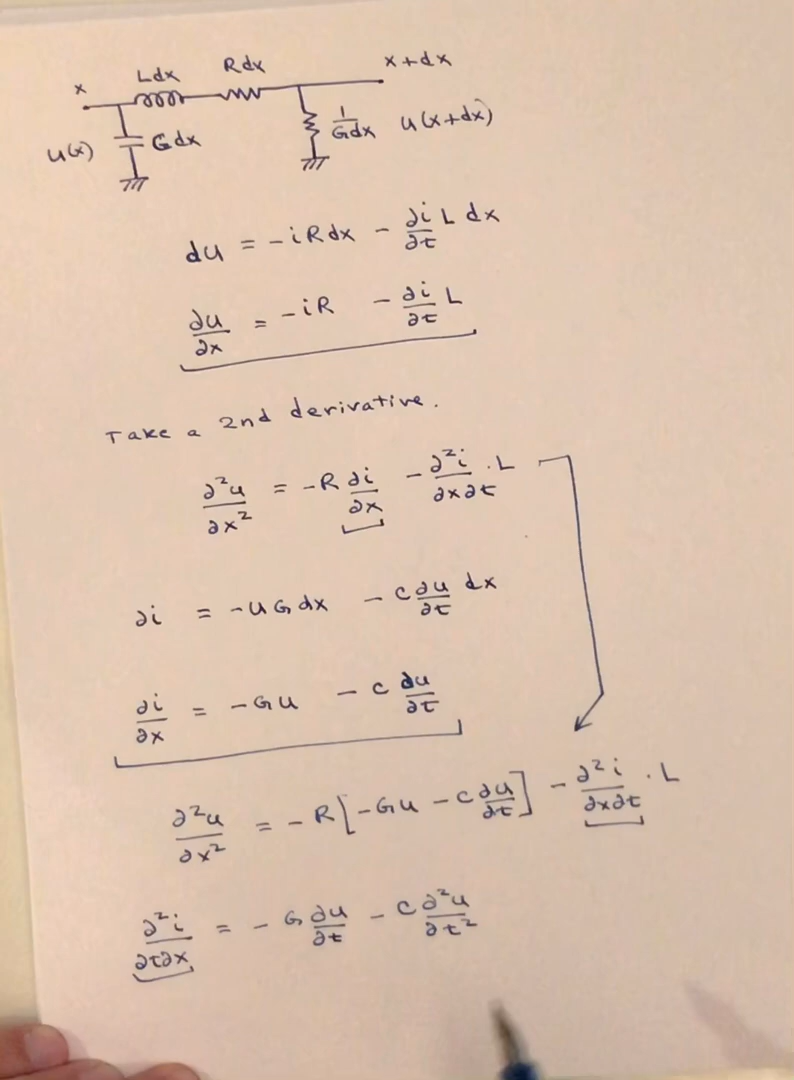 x Ldx Rdx x+dx
u(x) Gdx 1/Gdx u(x+dx)
du = -iRdx - ∂i/∂t L dx
∂u/∂x = -iR - ∂i/∂t L
Take a 2nd derivative.
∂²u/∂x² = -R ∂i/∂x - ∂²i/∂x∂t . L
∂i = -uGdx - C ∂u/∂t dx
∂i/∂x = -Gu - C du/∂t
∂²u/∂x² = -R[-Gu - C ∂u/∂t] - ∂²i/∂x∂t . L
∂²i/∂t∂x = - G ∂u/∂t - C ∂²u/∂t²